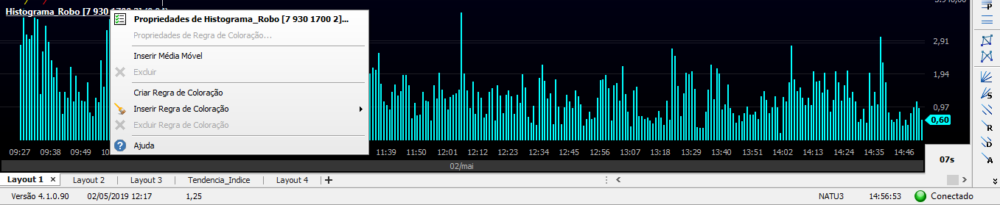 Histograma_Robo [7 930 1700 2] (0,94)
Propriedades de Histograma_Robo [7 930 1700 2]...
Propriedades de Regra de Coloração...
Inserir Média Móvel
Excluir
Criar Regra de Coloração
Inserir Regra de Coloração
Excluir Regra de Coloração
Ajuda
2,91
1,94
0,97
0,60
P
S
R
D
A
09:27 09:38 09:49 10 11:39 11:50 12:01 12:12 12:23 12:34 12:45 12:56 13:07 13:18 13:29 13:40 13:51 14:02 14:13 14:24 14:35 14:46
07s
02/mai
Layout 1 × Layout 2 Layout 3 Tendencia_Indice Layout 4 +
Versão 4.1.0.90 02/05/2019 12:17 1,25 NATU3 14:56:53 Conectado